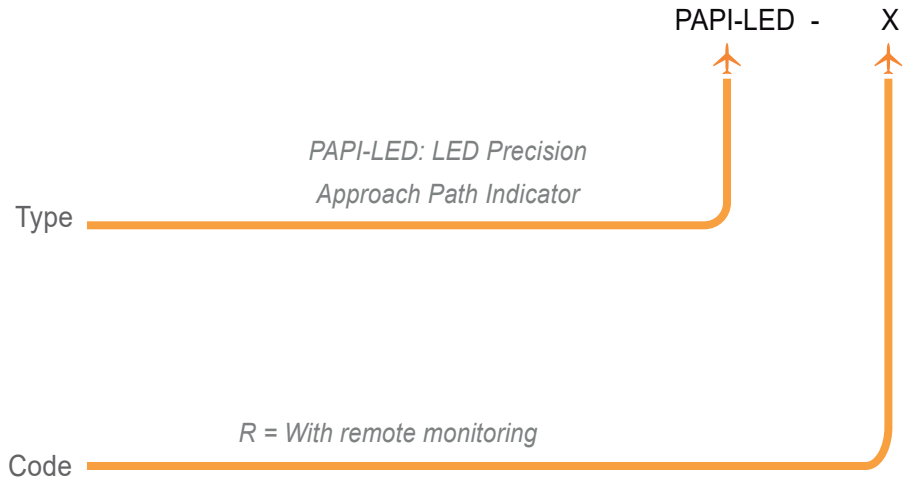 PAPI-LED - X
PAPI-LED: LED Precision
Approach Path Indicator
Type
R = With remote monitoring
Code